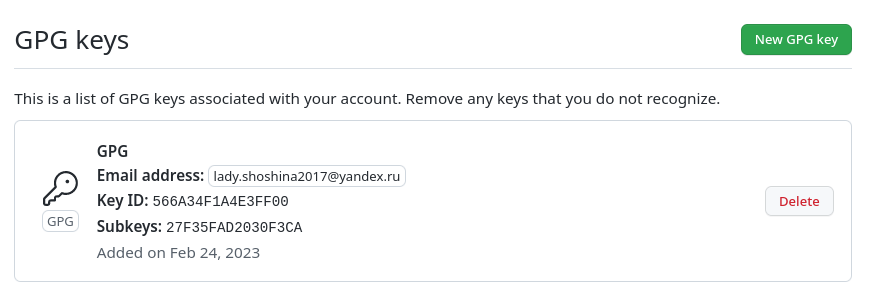 GPG keys
New GPG key
This is a list of GPG keys associated with your account. Remove any keys that you do not recognize.
GPG
Email address: lady.shoshina2017@yandex.ru
Key ID: 566A34F1A4E3FF00
GPG
Subkeys: 27F35FAD2030F3CA
Added on Feb 24, 2023
Delete